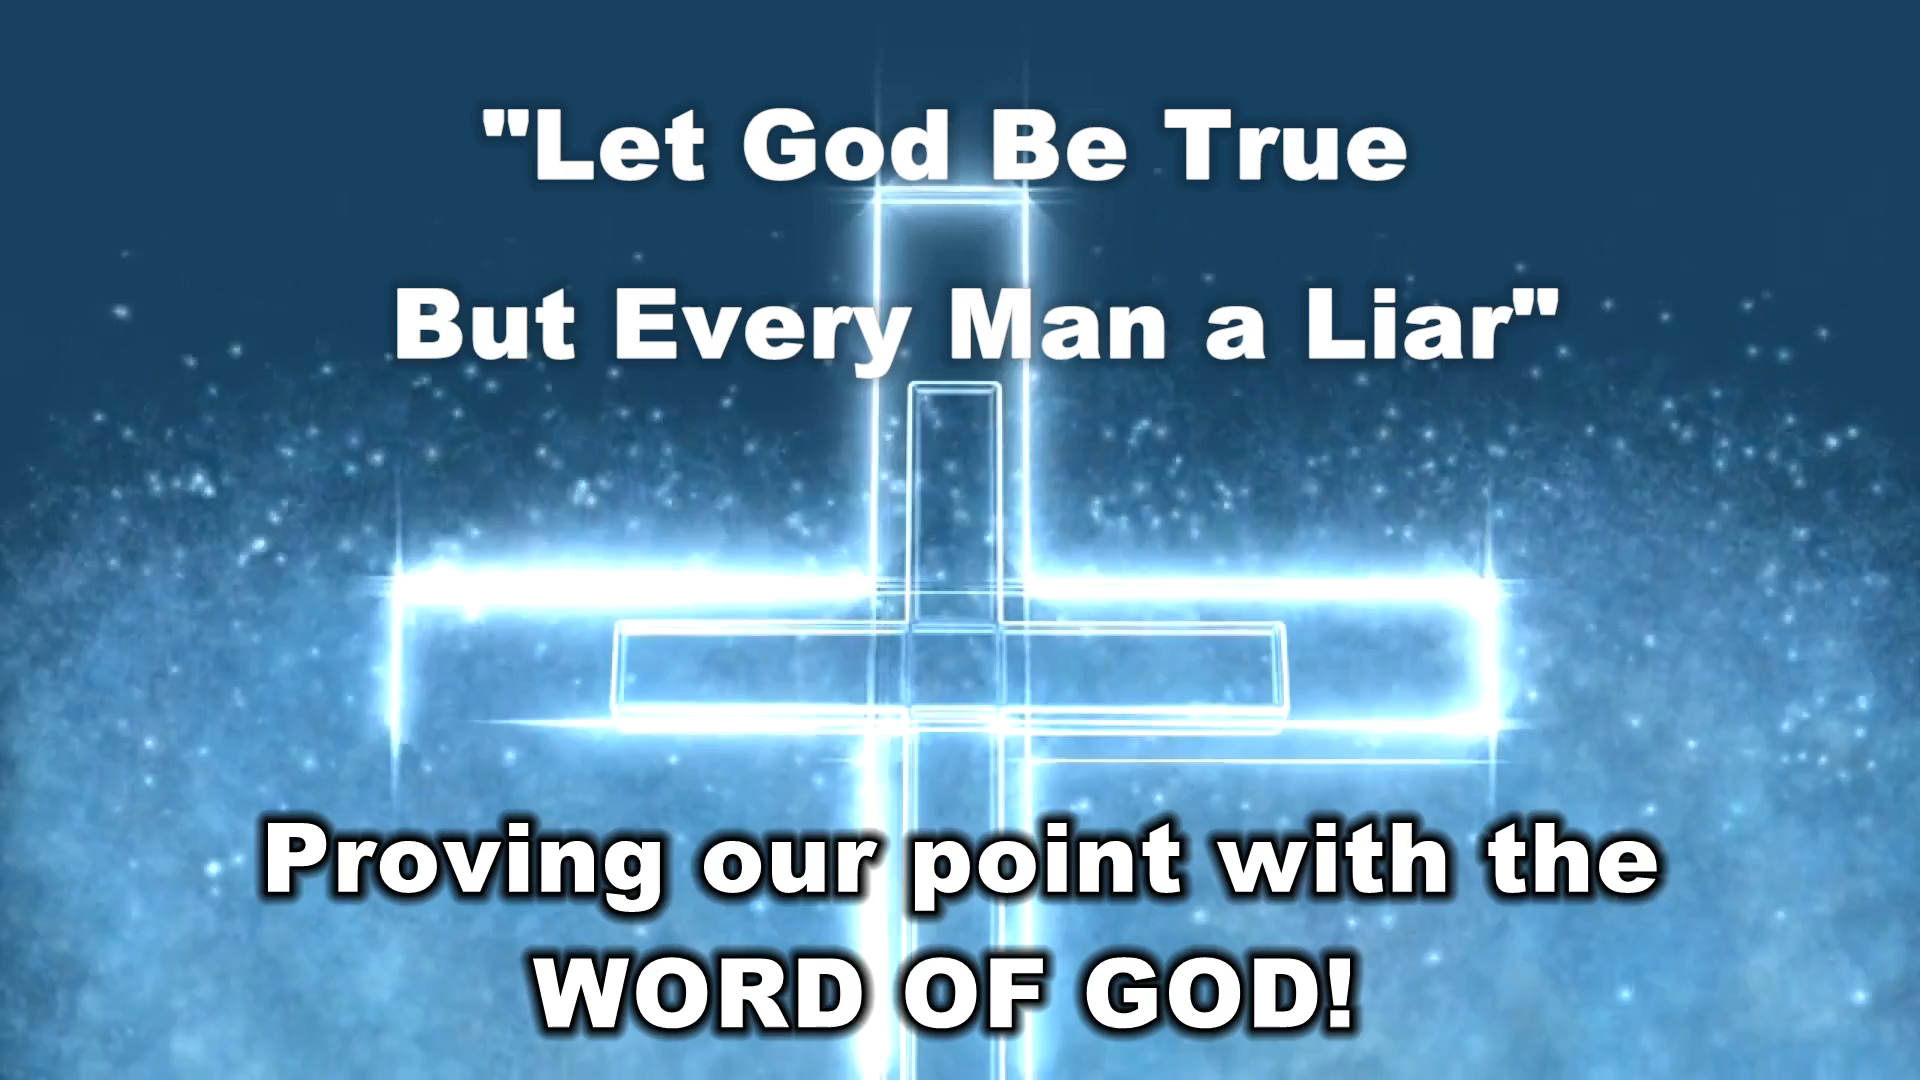 "Let God Be True
But Every Man a Liar"
Proving our point with the
WORD OF GOD!